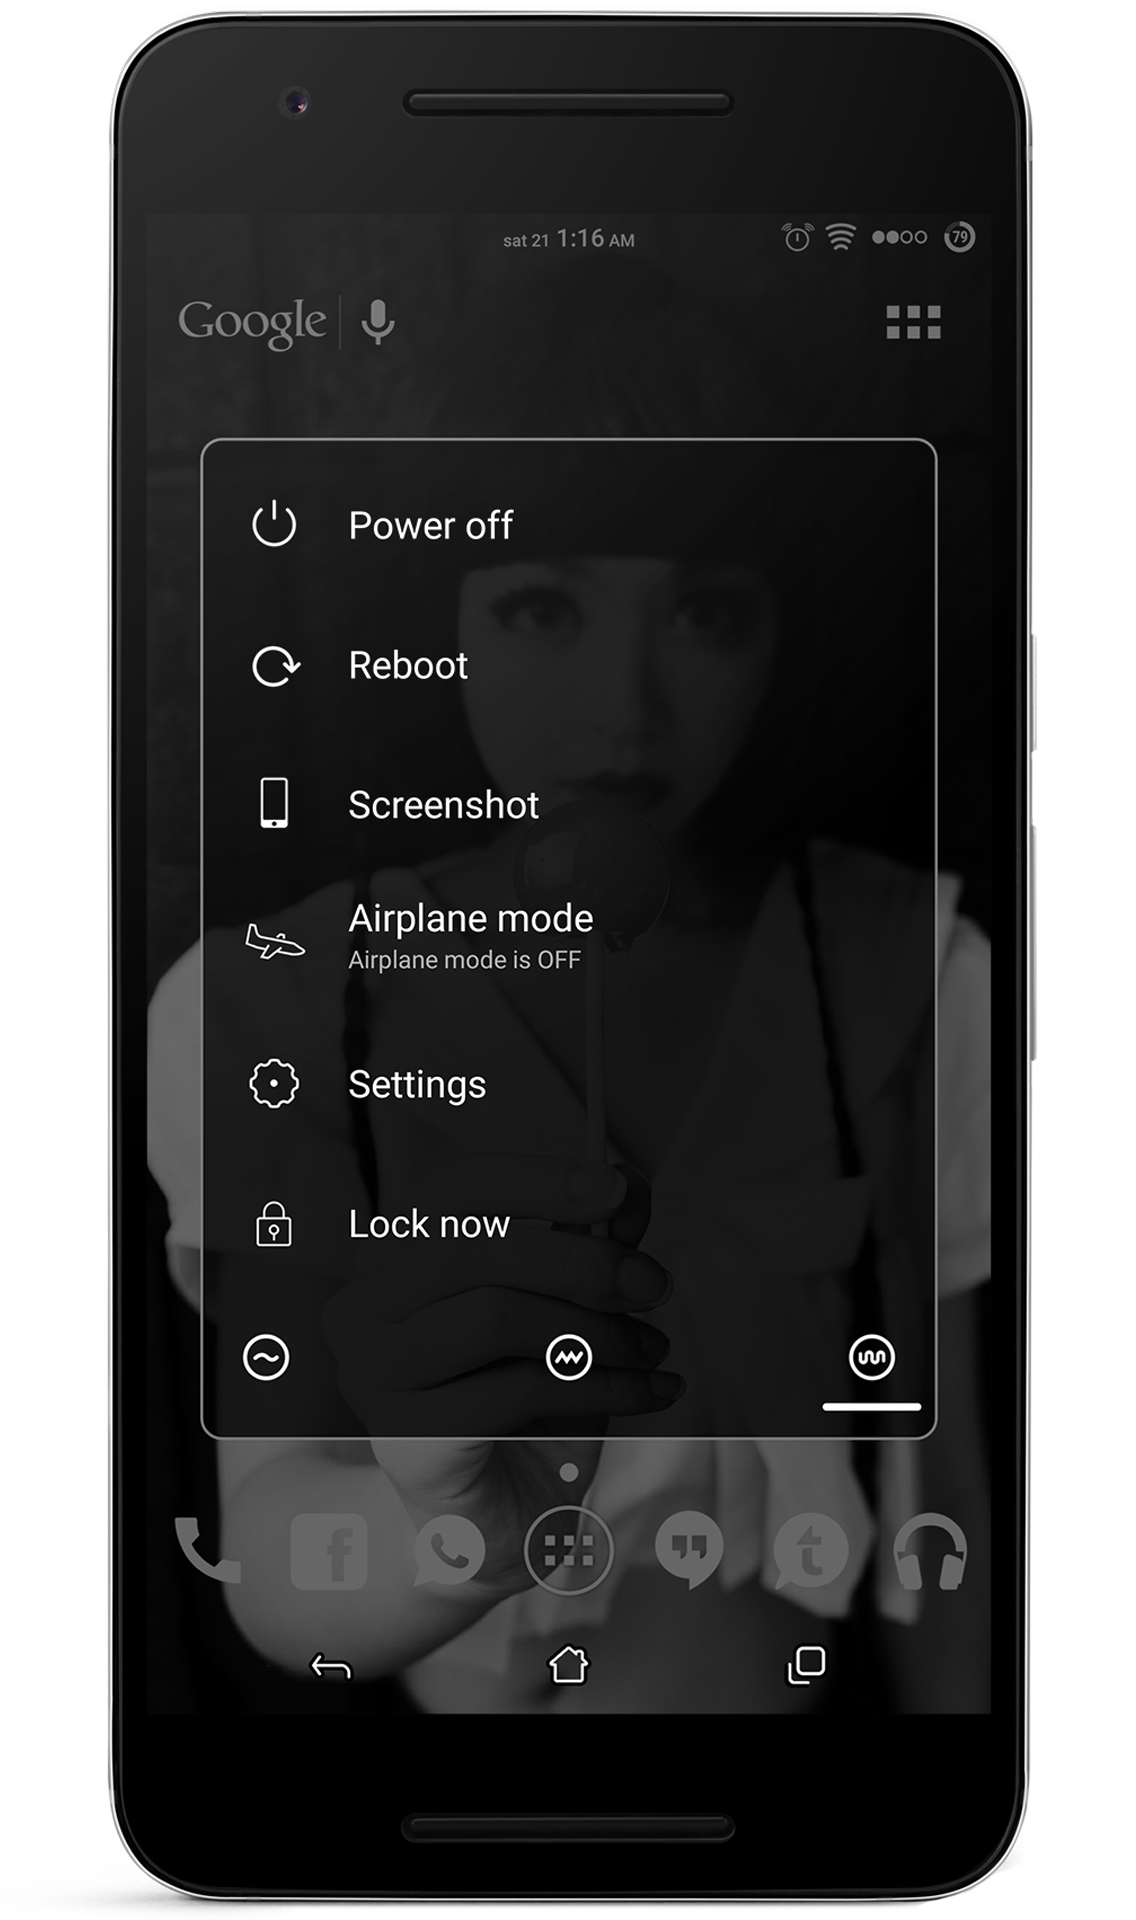 sat 21 1:16 AM
79
Google
Power off
Reboot
Screenshot
Airplane mode
Airplane mode is OFF
Settings
Lock now